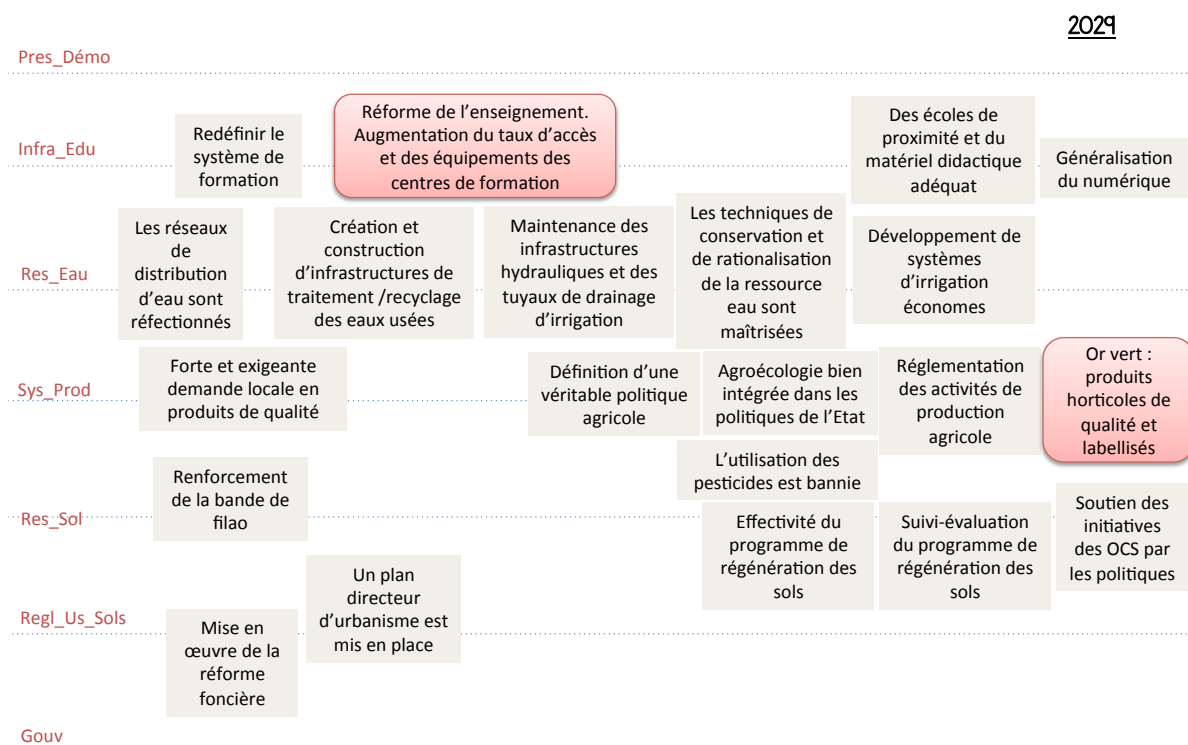 2029
Pres_Démo
Infra_Edu
Redéfinir le
système de
formation
Réforme de l’enseignement.
Augmentation du taux d’accès
et des équipements des
centres de formation
Des écoles de
proximité et du
matériel didactique
adéquat
Généralisation
du numérique
Res_Eau
Les réseaux
de
distribution
d’eau sont
réfectionnés
Création et
construction
d’infrastructures de
traitement /recyclage
des eaux usées
Maintenance des
infrastructures
hydrauliques et des
tuyaux de drainage
d’irrigation
Les techniques de
conservation et
de rationalisation
de la ressource
eau sont
maîtrisées
Développement de
systèmes
d’irrigation
économes
Sys_Prod
Forte et exigeante
demande locale en
produits de qualité
Définition d’une
véritable politique
agricole
Agroécologie bien
intégrée dans les
politiques de l’Etat
Réglementation
des activités de
production
agricole
Or vert :
produits
horticoles de
qualité et
labellisés
L’utilisation des
pesticides est bannie
Res_Sol
Renforcement
de la bande de
filao
Effectivité du
programme de
régénération des
sols
Suivi-évaluation
du programme de
régénération des
sols
Soutien des
initiatives
des OCS par
les politiques
Regl_Us_Sols
Un plan
directeur
d’urbanisme est
mis en place
Mise en
œuvre de la
réforme
foncière
Gouv